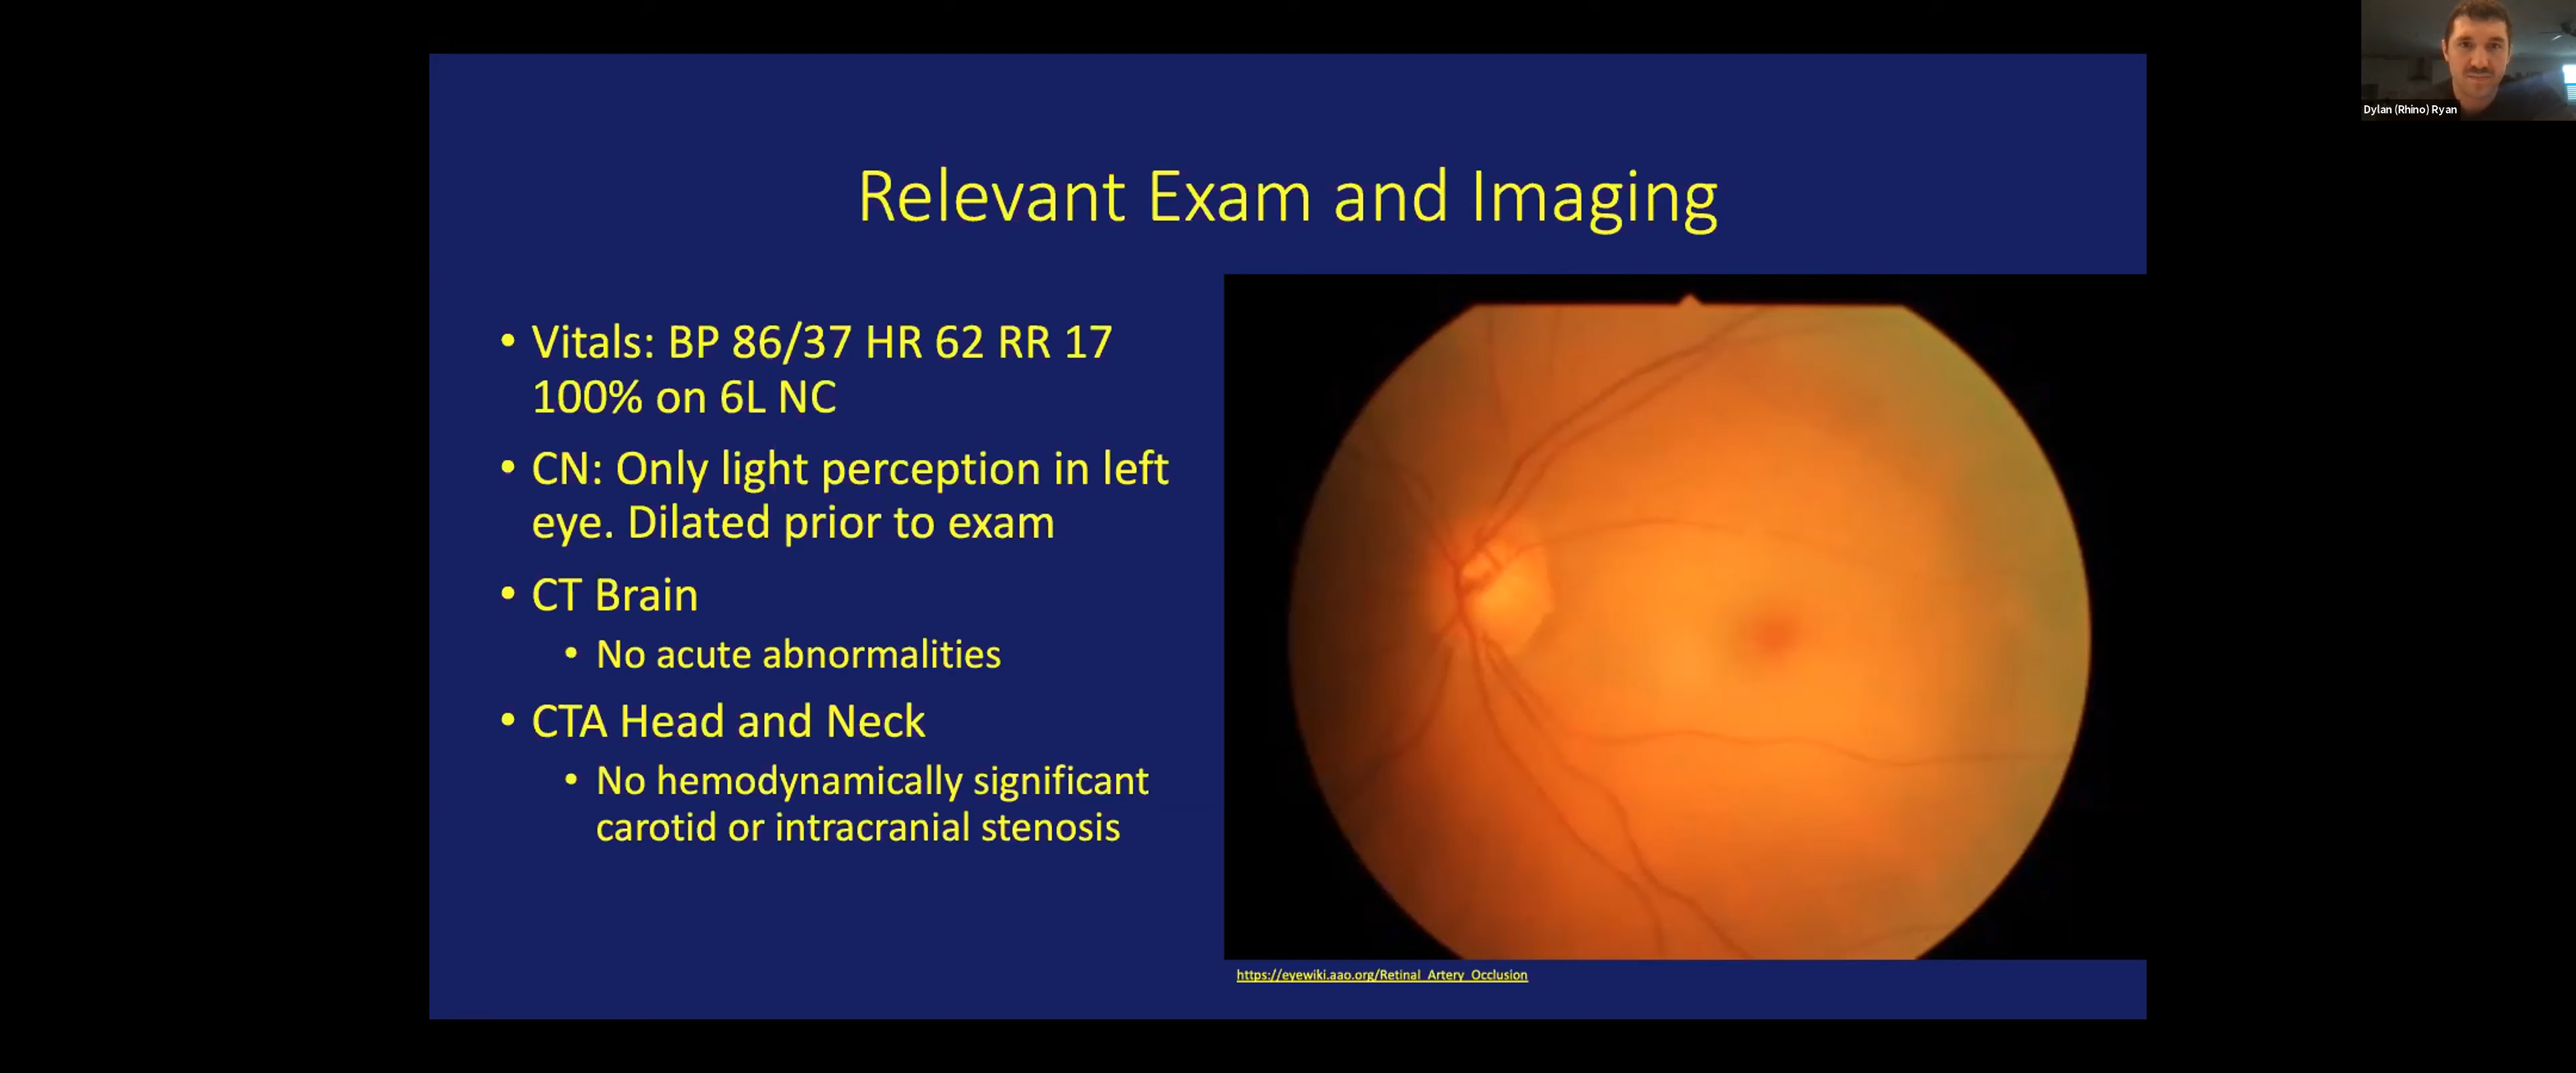 Relevant Exam and Imaging
• Vitals: BP 86/37 HR 62 RR 17
100% on 6L NC
• CN: Only light perception in left
eye. Dilated prior to exam
• CT Brain
• No acute abnormalities
• CTA Head and Neck
• No hemodynamically significant
carotid or intracranial stenosis
https://eyewiki.aao.org/Retinal_Artery_Occlusion
Dylan (Rhino) Ryan